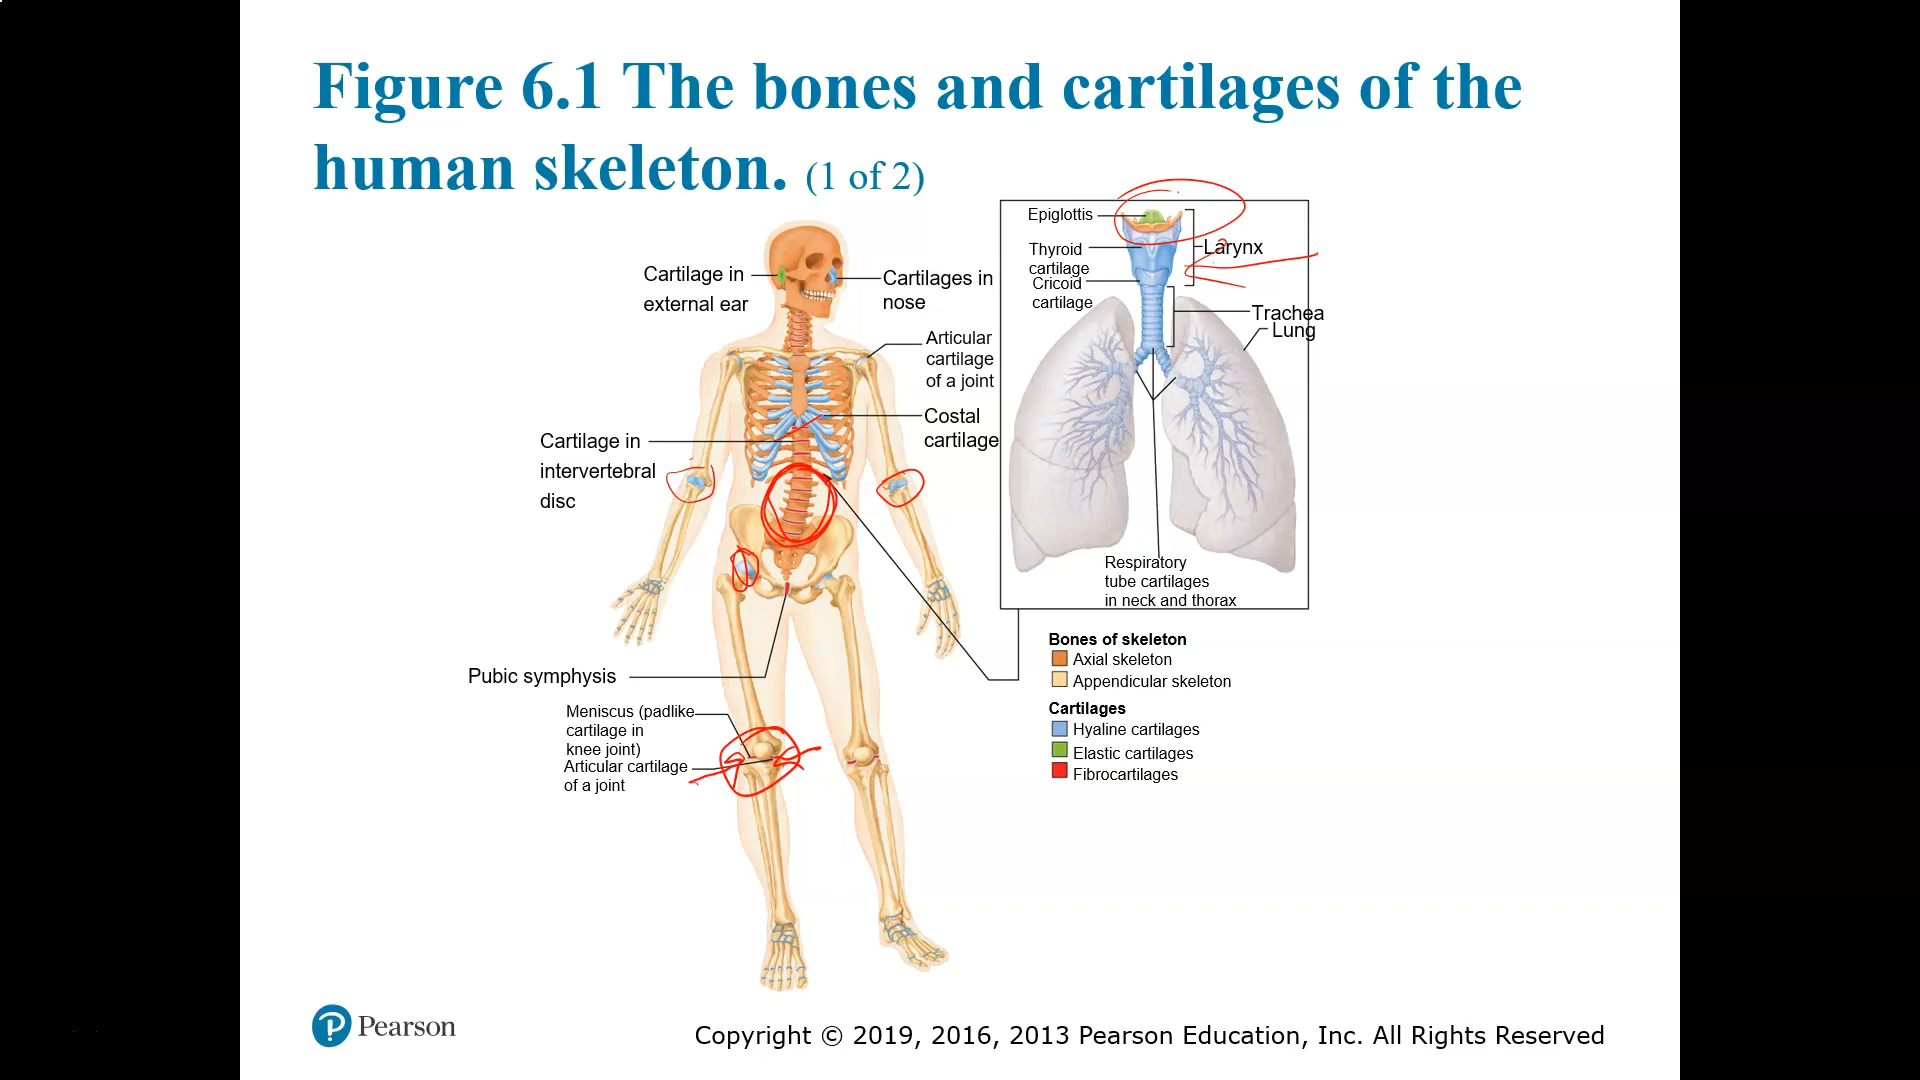 Figure 6.1 The bones and cartilages of the
human skeleton. (1 of 2)
Cartilage in
external ear
Cartilages in
nose
Articular
cartilage
of a joint
Costal
cartilage
Cartilage in
intervertebral
disc
Pubic symphysis
Meniscus (padlike
cartilage in
knee joint)
Articular cartilage
of a joint
Epiglottis
Thyroid
cartilage
Cricoid
cartilage
Larynx
Trachea
Lung
Respiratory
tube cartilages
in neck and thorax
Bones of skeleton
Axial skeleton
Appendicular skeleton
Cartilages
Hyaline cartilages
Elastic cartilages
Fibrocartilages
Pearson
Copyright © 2019, 2016, 2013 Pearson Education, Inc. All Rights Reserved